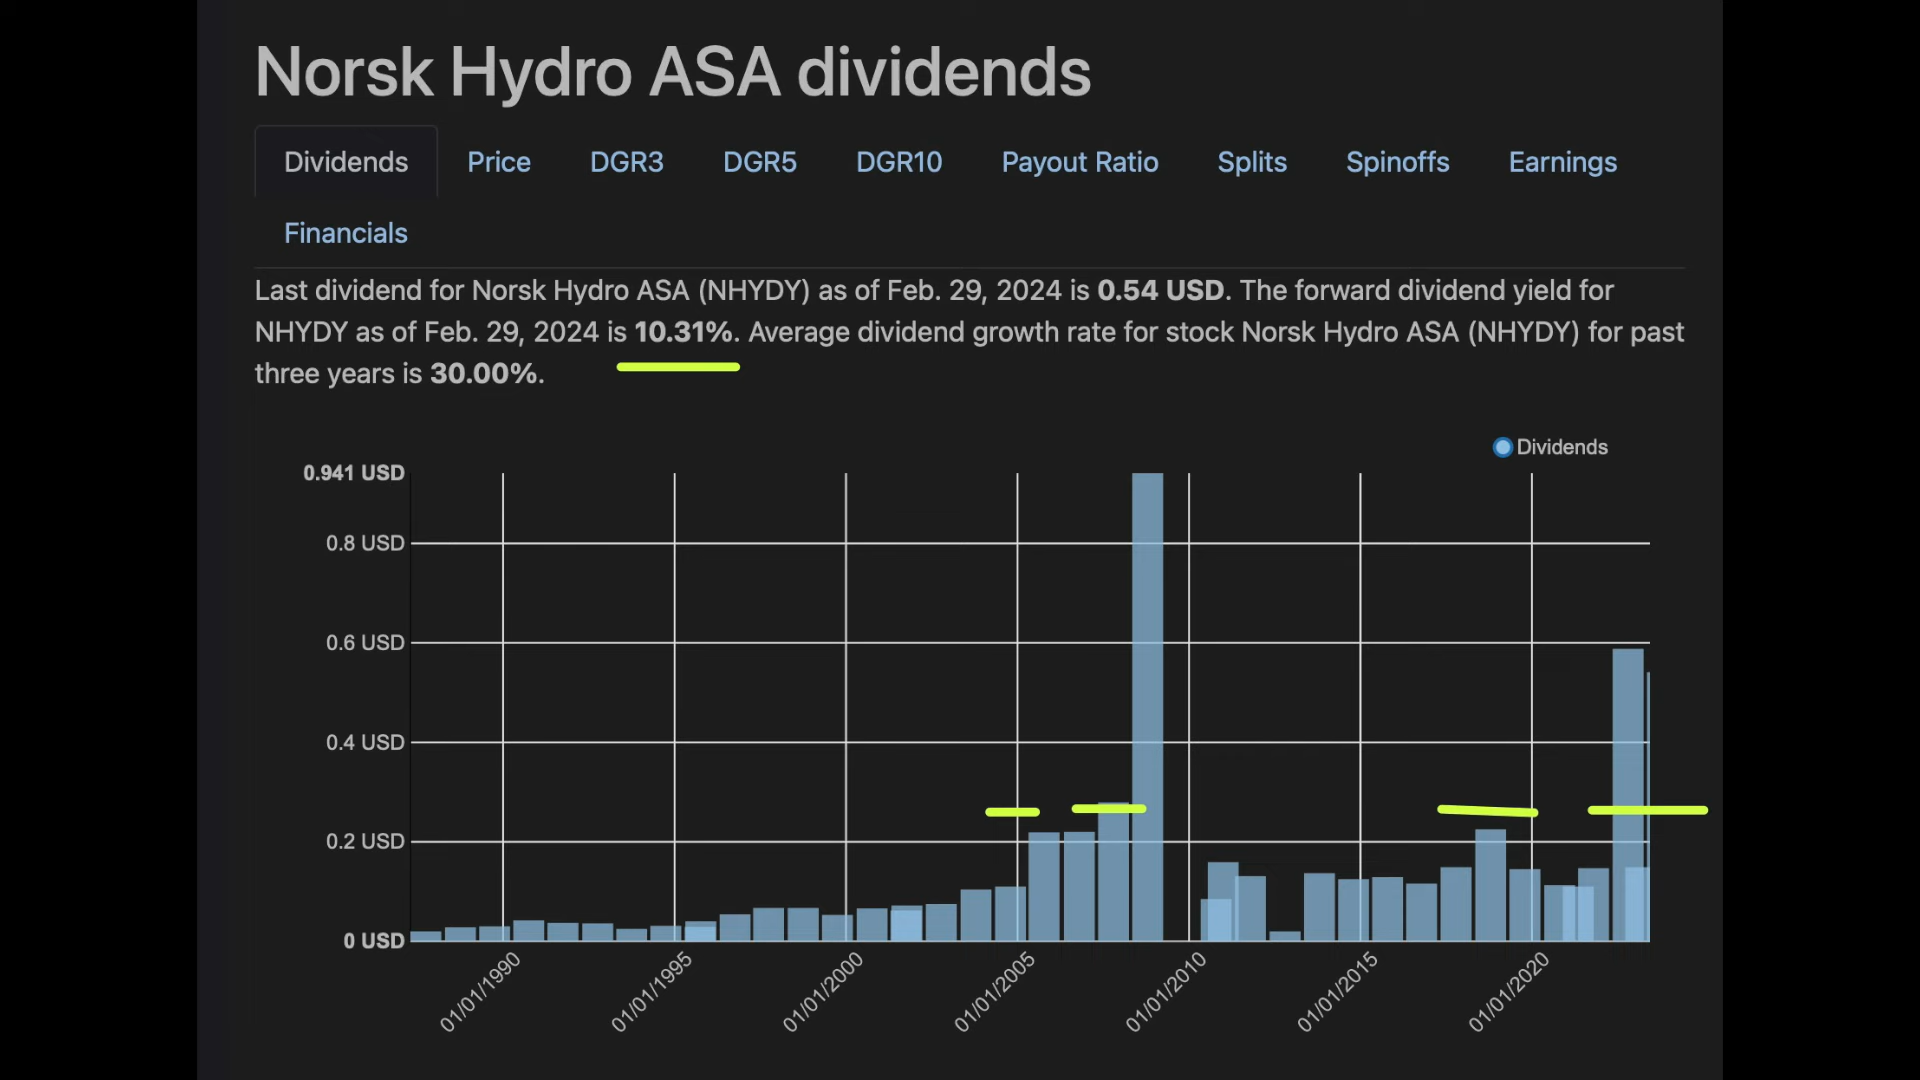 Norsk Hydro ASA dividends
Dividends Price DGR3 DGR5 DGR10 Payout Ratio Splits Spinoffs Earnings
Financials
Last dividend for Norsk Hydro ASA (NHYDY) as of Feb. 29, 2024 is 0.54 USD. The forward dividend yield for
NHYDY as of Feb. 29, 2024 is 10.31%. Average dividend growth rate for stock Norsk Hydro ASA (NHYDY) for past
three years is 30.00%.
Dividends
0.941 USD
0.8 USD
0.6 USD
0.4 USD
0.2 USD
0 USD
01/01/1990 01/01/1995 01/01/2000 01/01/2005 01/01/2010 01/01/2015 01/01/2020